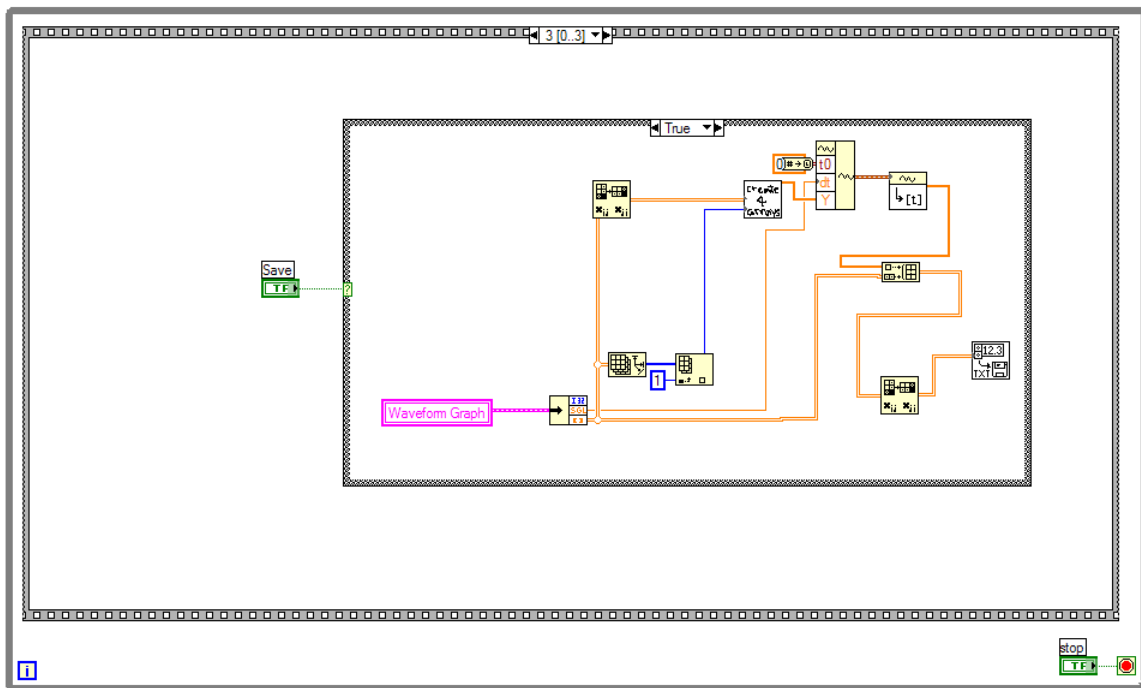 3 [0..3]
True
0
t0
dt
Y
create
4
arrays
[t]
Save
TF
?
1
Waveform Graph
I32
SGL
12.3
TXT
stop
TF
i